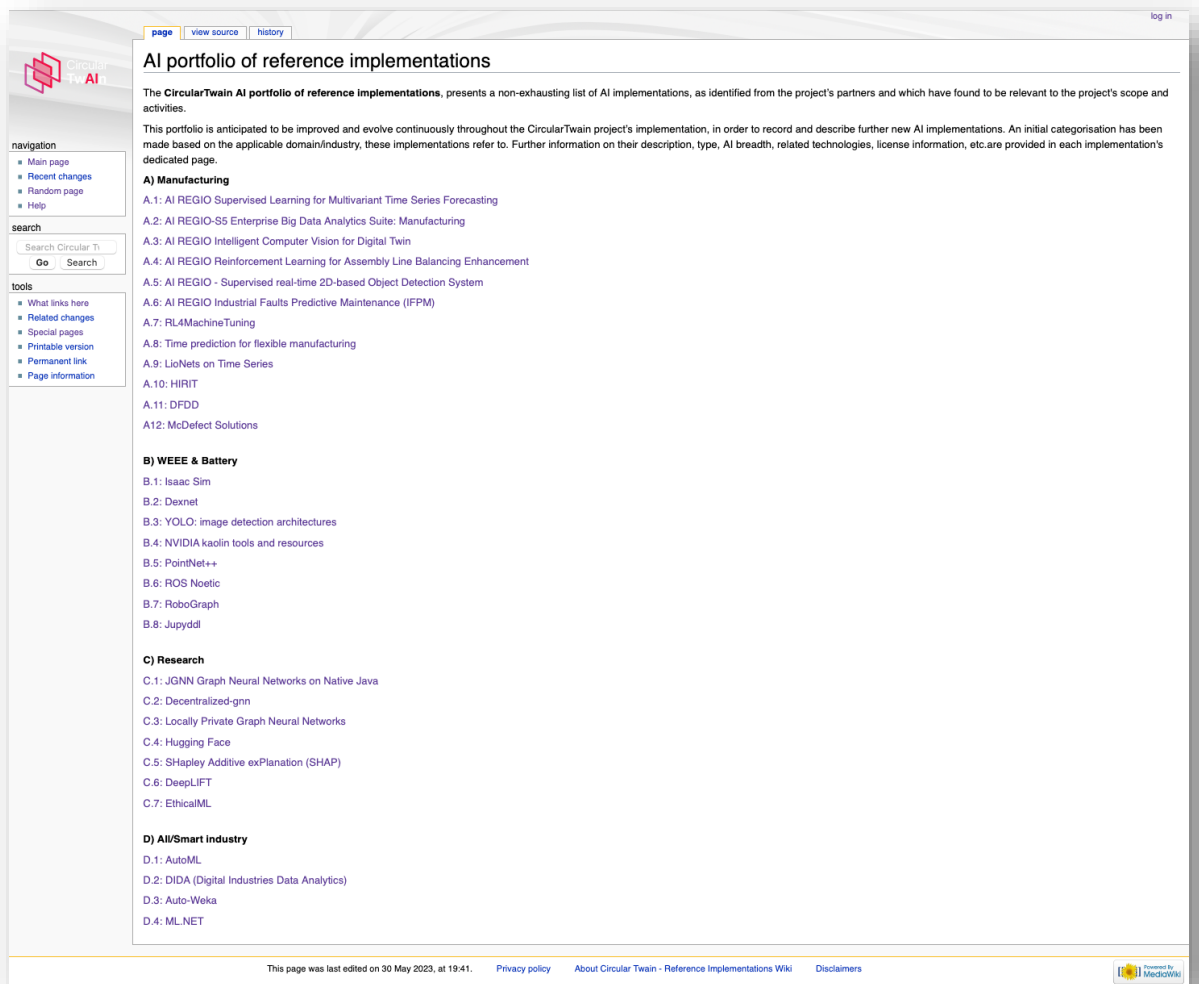 log in
page
view source
history
Circular
TwAIn
AI portfolio of reference implementations
The CircularTwain AI portfolio of reference implementations, presents a non-exhausting list of AI implementations, as identified from the project's partners and which have found to be relevant to the project's scope and
activities.
This portfolio is anticipated to be improved and evolve continuously throughout the CircularTwain project's implementation, in order to record and describe further new AI implementations. An initial categorisation has been
made based on the applicable domain/industry, these implementations refer to. Further information on their description, type, AI breadth, related technologies, license information, etc.are provided in each implementation's
dedicated page.
navigation
Main page
Recent changes
Random page
Help
search
Search Circular Tv
Go
Search
tools
What links here
Related changes
Special pages
Printable version
Permanent link
Page information
A) Manufacturing
A.1: AI REGIO Supervised Learning for Multivariant Time Series Forecasting
A.2: AI REGIO-S5 Enterprise Big Data Analytics Suite: Manufacturing
A.3: AI REGIO Intelligent Computer Vision for Digital Twin
A.4: AI REGIO Reinforcement Learning for Assembly Line Balancing Enhancement
A.5: AI REGIO - Supervised real-time 2D-based Object Detection System
A.6: AI REGIO Industrial Faults Predictive Maintenance (IFPM)
A.7: RL4MachineTuning
A.8: Time prediction for flexible manufacturing
A.9: LioNets on Time Series
A.10: HIRIT
A.11: DFDD
A12: McDefect Solutions
B) WEEE & Battery
B.1: Isaac Sim
B.2: Dexnet
B.3: YOLO: image detection architectures
B.4: NVIDIA kaolin tools and resources
B.5: PointNet++
B.6: ROS Noetic
B.7: RoboGraph
B.8: Jupyddl
C) Research
C.1: JGNN Graph Neural Networks on Native Java
C.2: Decentralized-gnn
C.3: Locally Private Graph Neural Networks
C.4: Hugging Face
C.5: SHapley Additive exPlanation (SHAP)
C.6: DeepLIFT
C.7: EthicalML
D) All/Smart industry
D.1: AutoML
D.2: DIDA (Digital Industries Data Analytics)
D.3: Auto-Weka
D.4: ML.NET
This page was last edited on 30 May 2023, at 19:41.
Privacy policy
About Circular Twain - Reference Implementations Wiki
Disclaimers
Powered By
MediaWiki